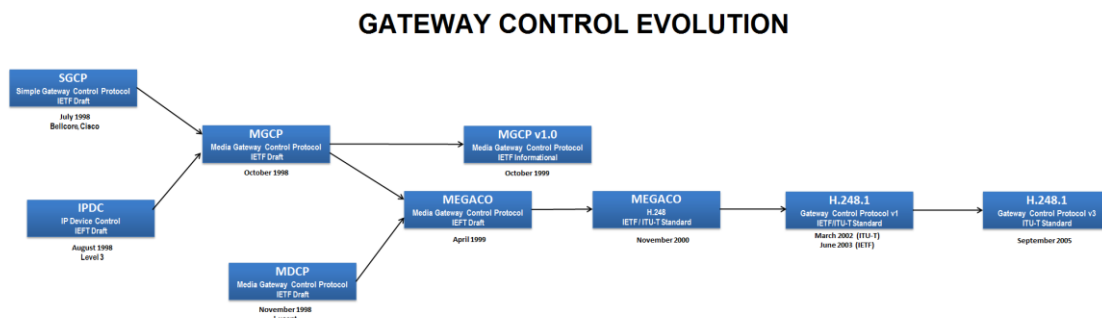 GATEWAY CONTROL EVOLUTION
SGCP
Simple Gateway Control Protocol
IETF Draft
July 1998
Bellcore, Cisco
MGCP
Media Gateway Control Protocol
IETF Draft
October 1998
MGCP v1.0
Media Gateway Control Protocol
IETF Informational
October 1999
IPDC
IP Device Control
IEFT Draft
August 1998
Level 3
MEGACO
Media Gateway Control Protocol
IEFT Draft
April 1999
MEGACO
H.248
IETF / ITU-T Standard
November 2000
H.248.1
Gateway Control Protocol v1
IETF/ITU-T Standard
March 2002 (ITU-T)
June 2003 (IETF)
H.248.1
Gateway Control Protocol v3
ITU-T Standard
September 2005
MDCP
Media Gateway Control Protocol
IETF Draft
November 1998